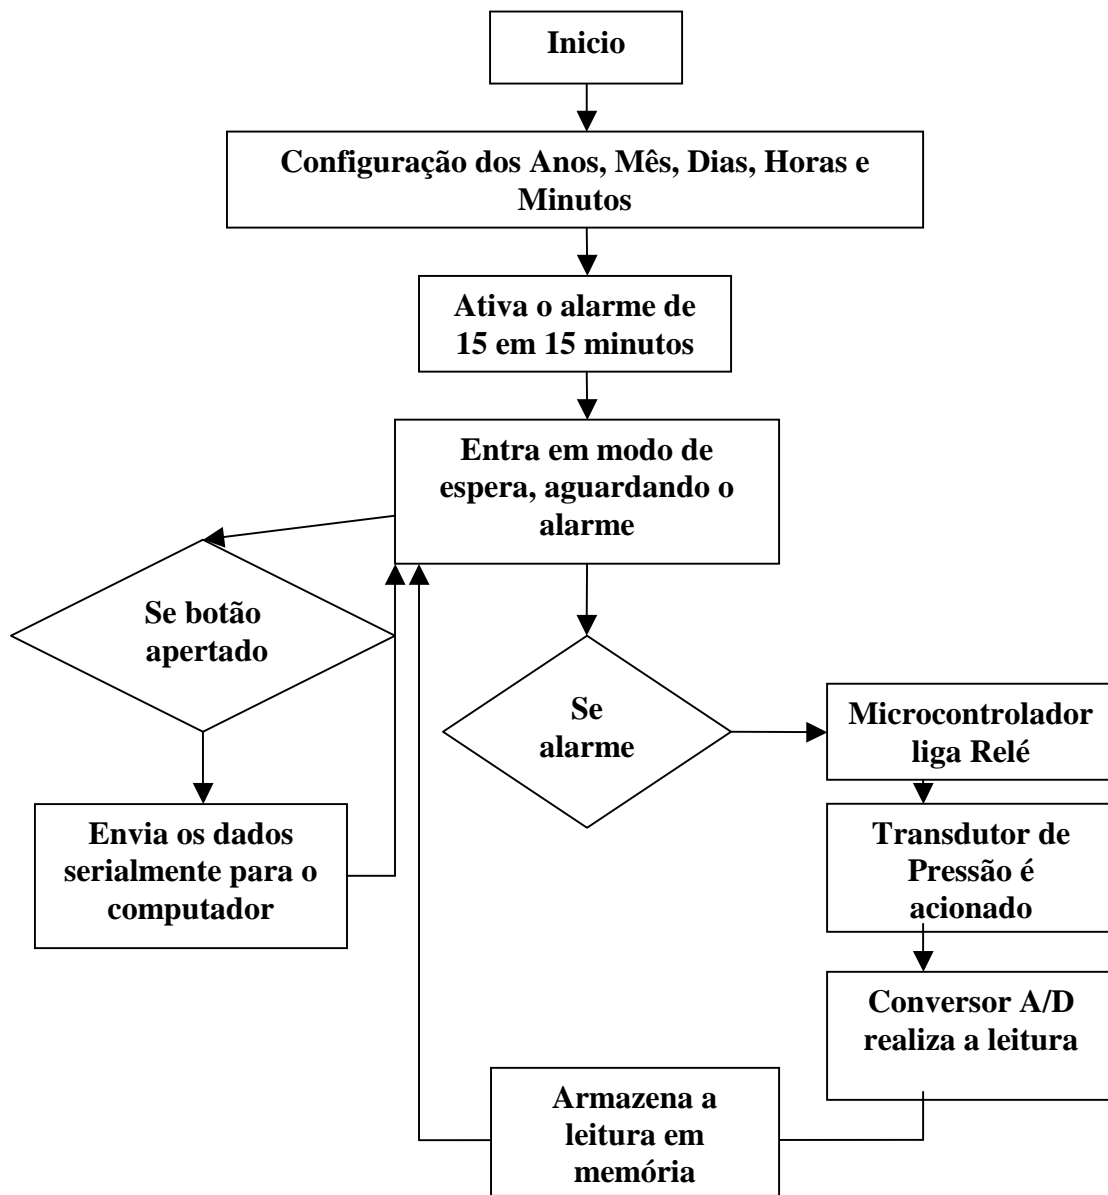 Inicio
Configuração dos Anos, Mês, Dias, Horas e
Minutos
Ativa o alarme de
15 em 15 minutos
Entra em modo de
espera, aguardando o
alarme
Se botão
apertado
Se
alarme
Microcontrolador
liga Relé
Envia os dados
serialmente para o
computador
Transdutor de
Pressão é
acionado
Conversor A/D
realiza a leitura
Armazena a
leitura em
memória